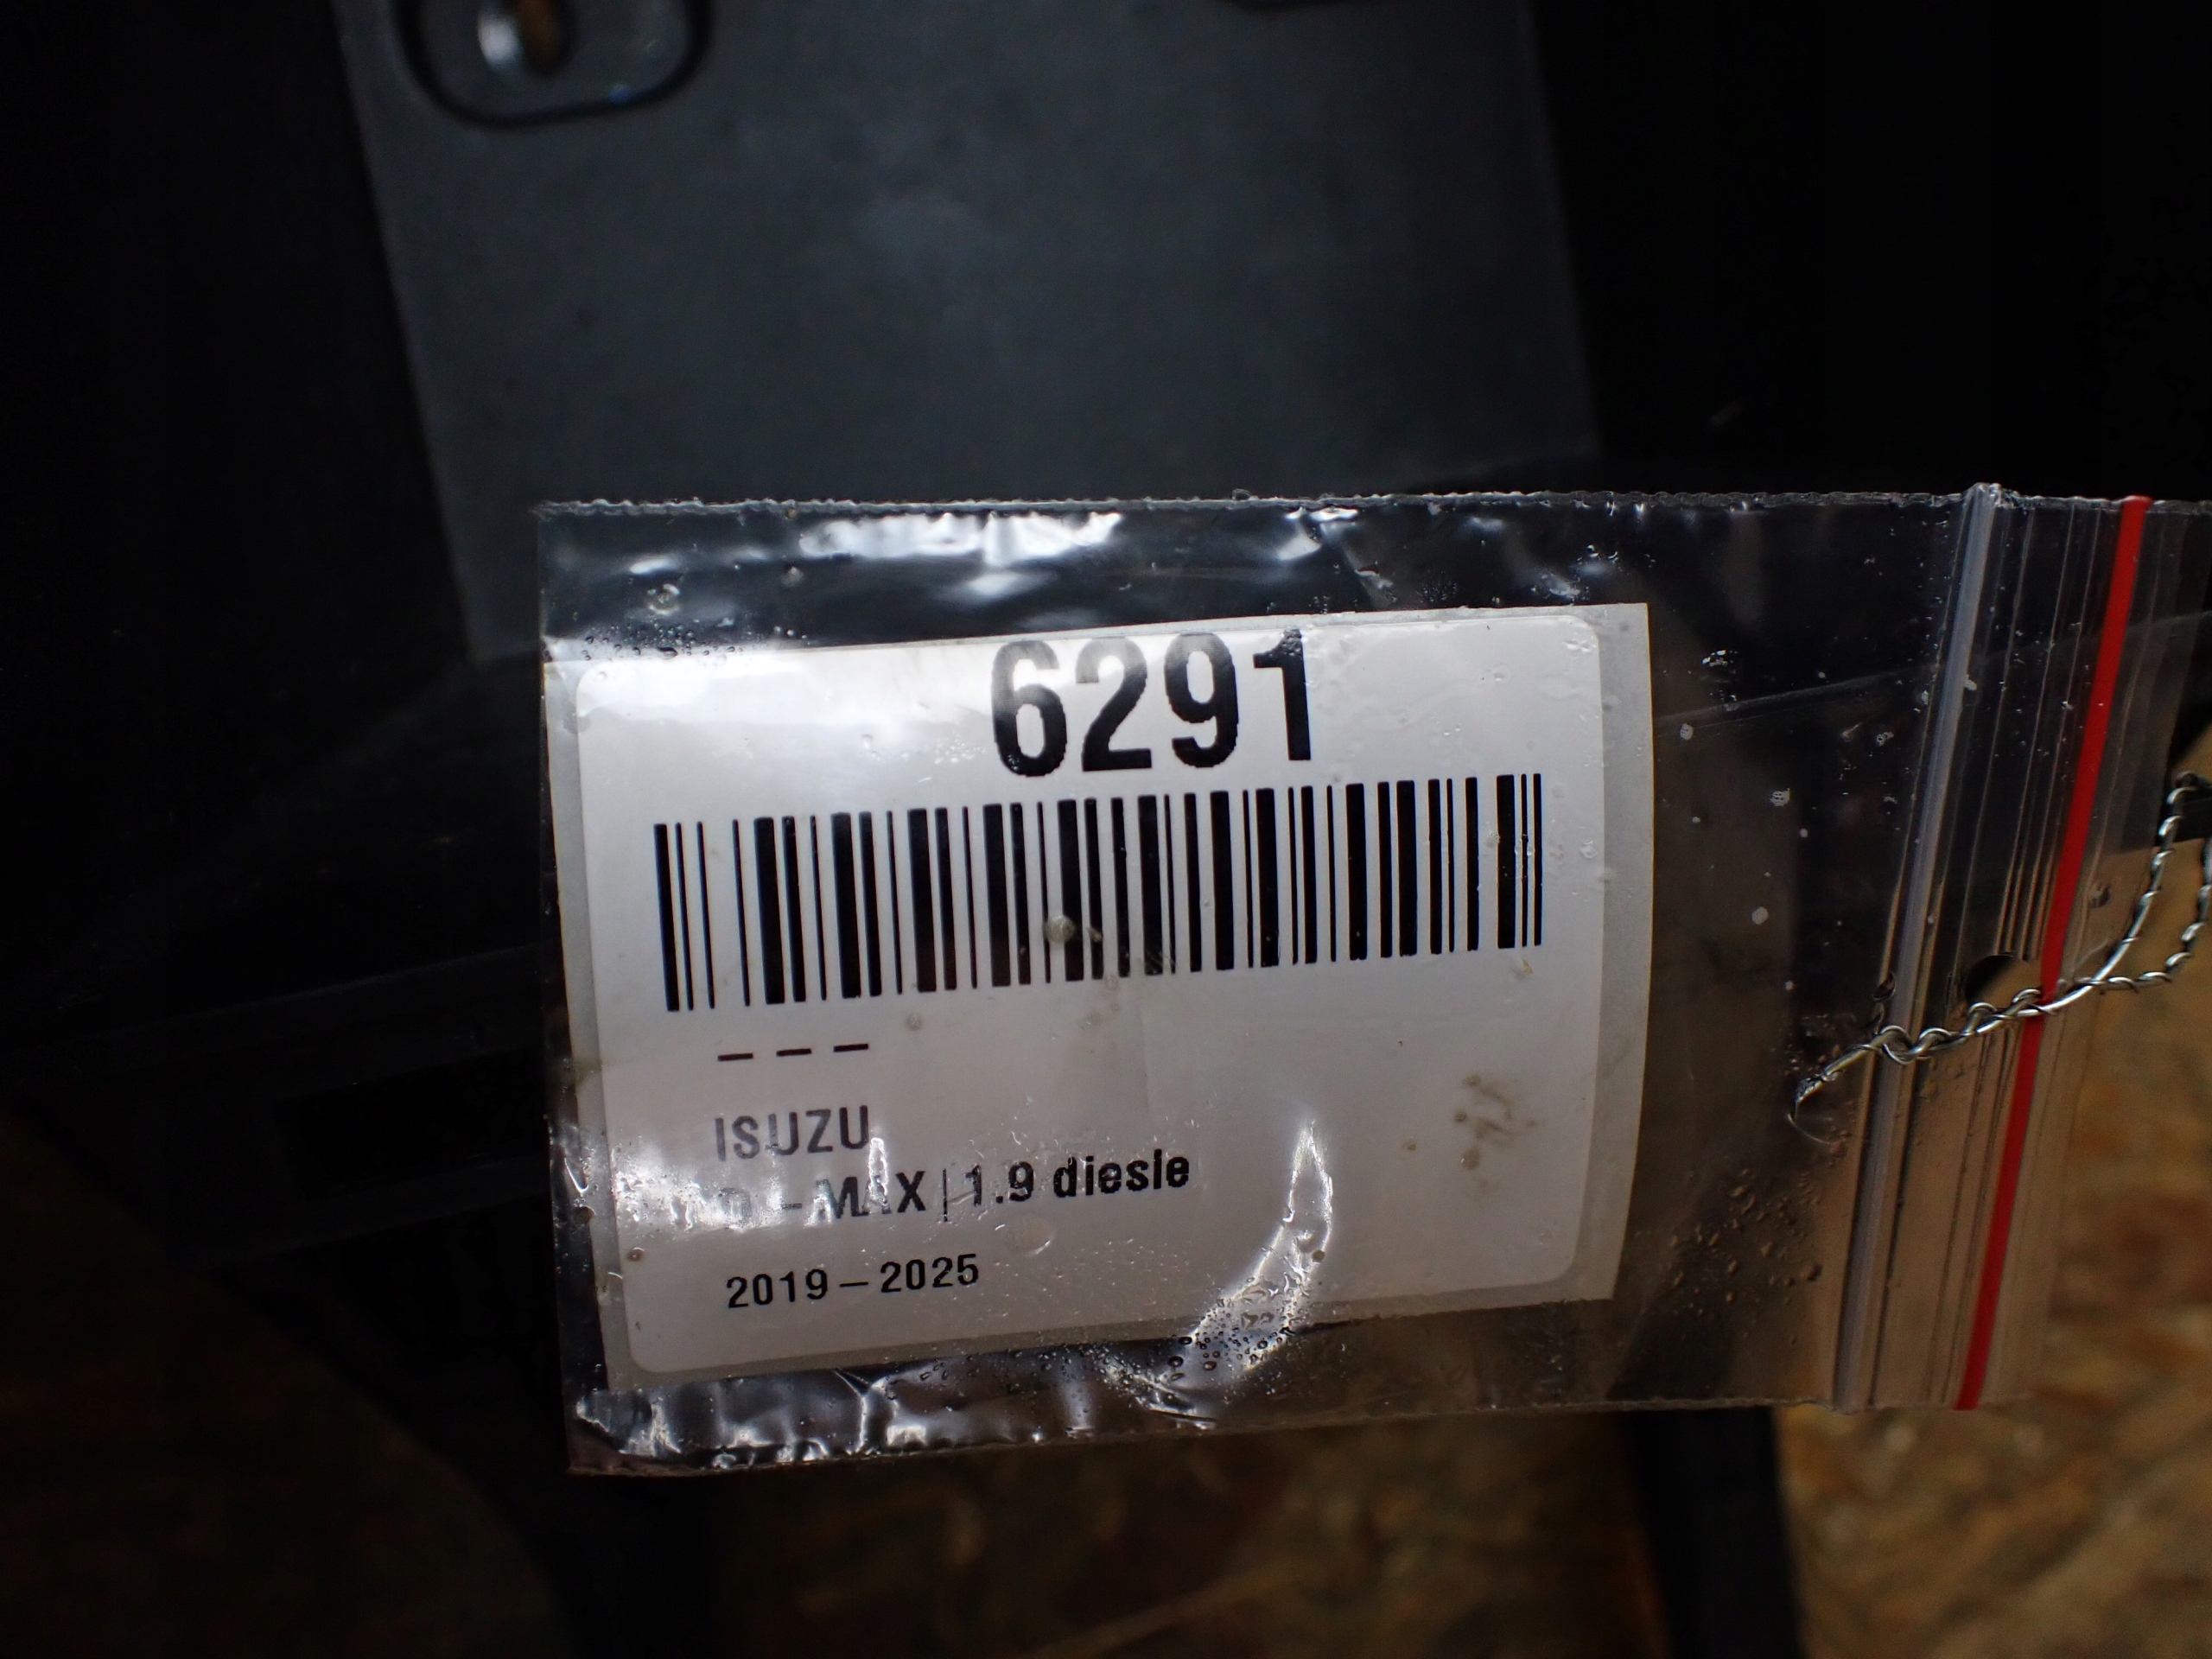 6291
– – –
ISUZU
D-MAX | 1.9 diesle
2019–2025